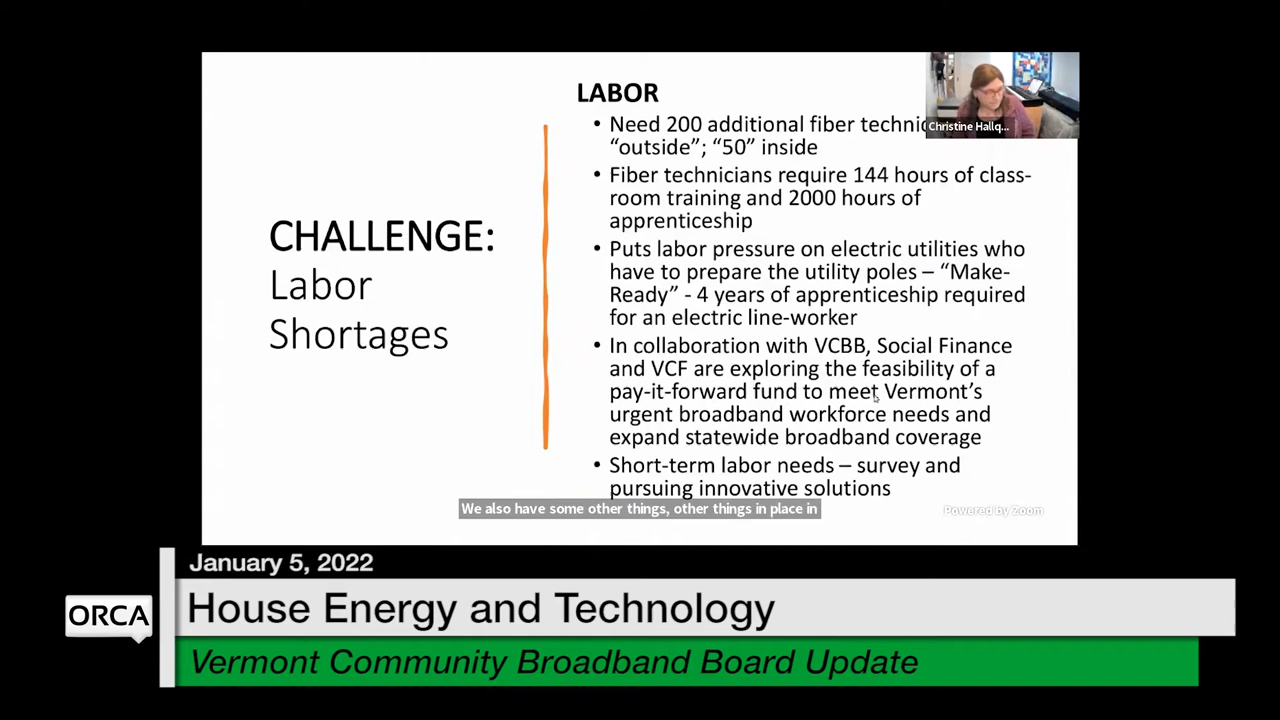 LABOR
• Need 200 additional fiber
“outside”; “50” inside
• Fiber technicians require 144 hours of class-
room training and 2000 hours of
apprenticeship
• Puts labor pressure on electric utilities who
have to prepare the utility poles – “Make-
Ready” - 4 years of apprenticeship required
for an electric line-worker
• In collaboration with VCBB, Social Finance
and VCF are exploring the feasibility of a
pay-it-forward fund to meet Vermont’s
urgent broadband workforce needs and
expand statewide broadband coverage
• Short-term labor needs – survey and
pursuing innovative solutions
CHALLENGE:
Labor
Shortages
Christine Hallq...
We also have some other things, other things in place in
Powered by Zoom
January 5, 2022
ORCA
House Energy and Technology
Vermont Community Broadband Board Update